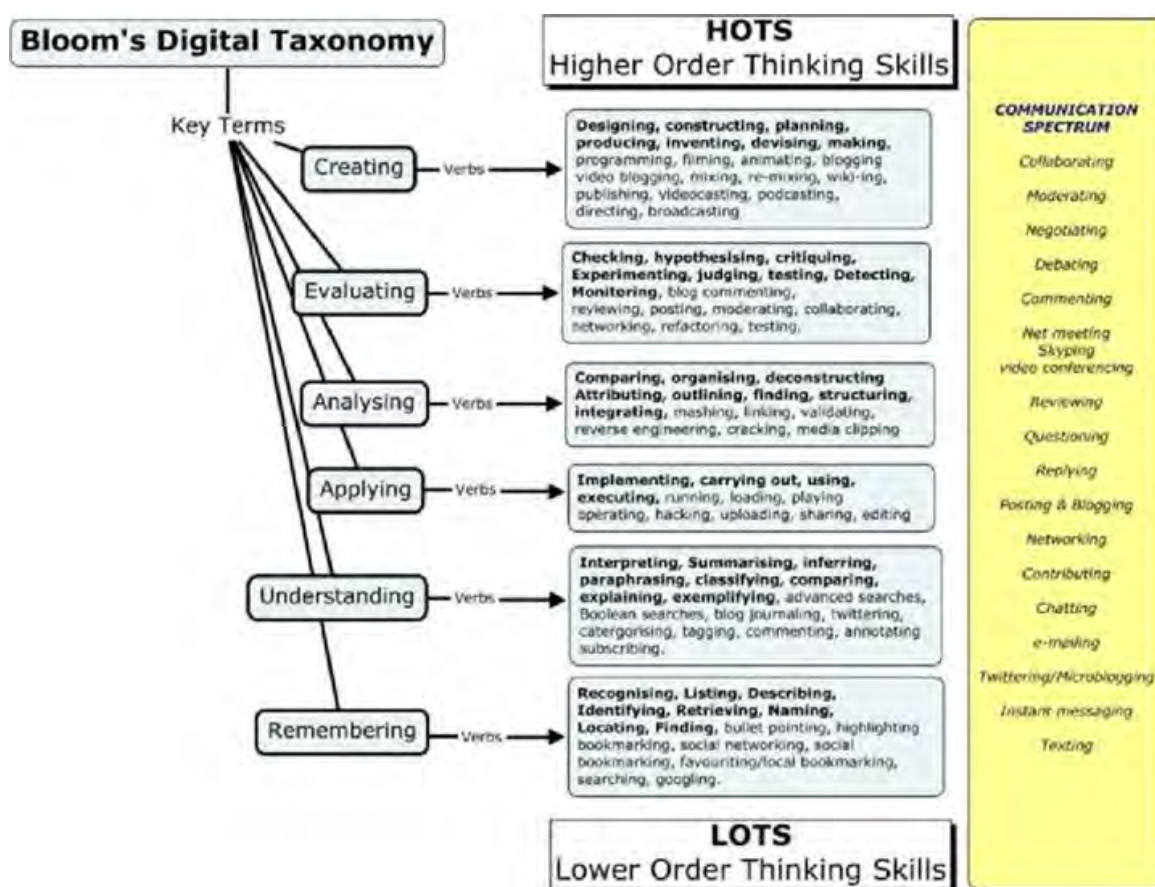 Bloom's Digital Taxonomy
Key Terms
HOTS
Higher Order Thinking Skills
Creating
Verbs
Designing, constructing, planning,
producing, inventing, devising, making,
programming, filming, animating, blogging
video blogging, mixing, re-mixing, wiki-ing,
publishing, videocasting, podcasting,
directing, broadcasting
Evaluating
Verbs
Checking, hypothesising, critiquing,
Experimenting, judging, testing, Detecting,
Monitoring, blog commenting,
reviewing, posting, moderating, collaborating,
networking, refactoring, testing.
Analysing
Verbs
Comparing, organising, deconstructing
Attributing, outlining, finding, structuring,
integrating, mashing, linking, validating,
reverse engineering, cracking, media clipping
Applying
Verbs
Implementing, carrying out, using,
executing, running, loading, playing
operating, hacking, uploading, sharing, editing
Understanding
Verbs
Interpreting, Summarising, inferring,
paraphrasing, classifying, comparing,
explaining, exemplifying, advanced searches,
Boolean searches, blog journaling, twittering,
catergorising, tagging, commenting, annotating
subscribing.
Remembering
Verbs
Recognising, Listing, Describing,
Identifying, Retrieving, Naming,
Locating, Finding, bullet pointing, highlighting
bookmarking, social networking, social
bookmarking, favouriting/local bookmarking,
searching, googling.
LOTS
Lower Order Thinking Skills
COMMUNICATION
SPECTRUM
Collaborating
Moderating
Negotiating
Debating
Commenting
Net meeting
Skyping
video conferencing
Reviewing
Questioning
Replying
Posting & Blogging
Networking
Contributing
Chatting
e-mailing
Twittering/Microblogging
Instant messaging
Texting